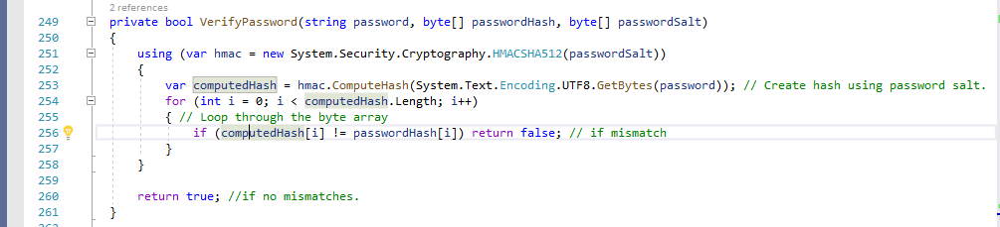 2 references
249 private bool VerifyPassword(string password, byte[] passwordHash, byte[] passwordSalt)
250 {
251 using (var hmac = new System.Security.Cryptography.HMACSHA512(passwordSalt))
252 {
253 var computedHash = hmac.ComputeHash(System.Text.Encoding.UTF8.GetBytes(password)); // Create hash using password salt.
254 for (int i = 0; i < computedHash.Length; i++)
255 { // Loop through the byte array
256 if (computedHash[i] != passwordHash[i]) return false; // if mismatch
257 }
258 }
259
260 return true; //if no mismatches.
261 }